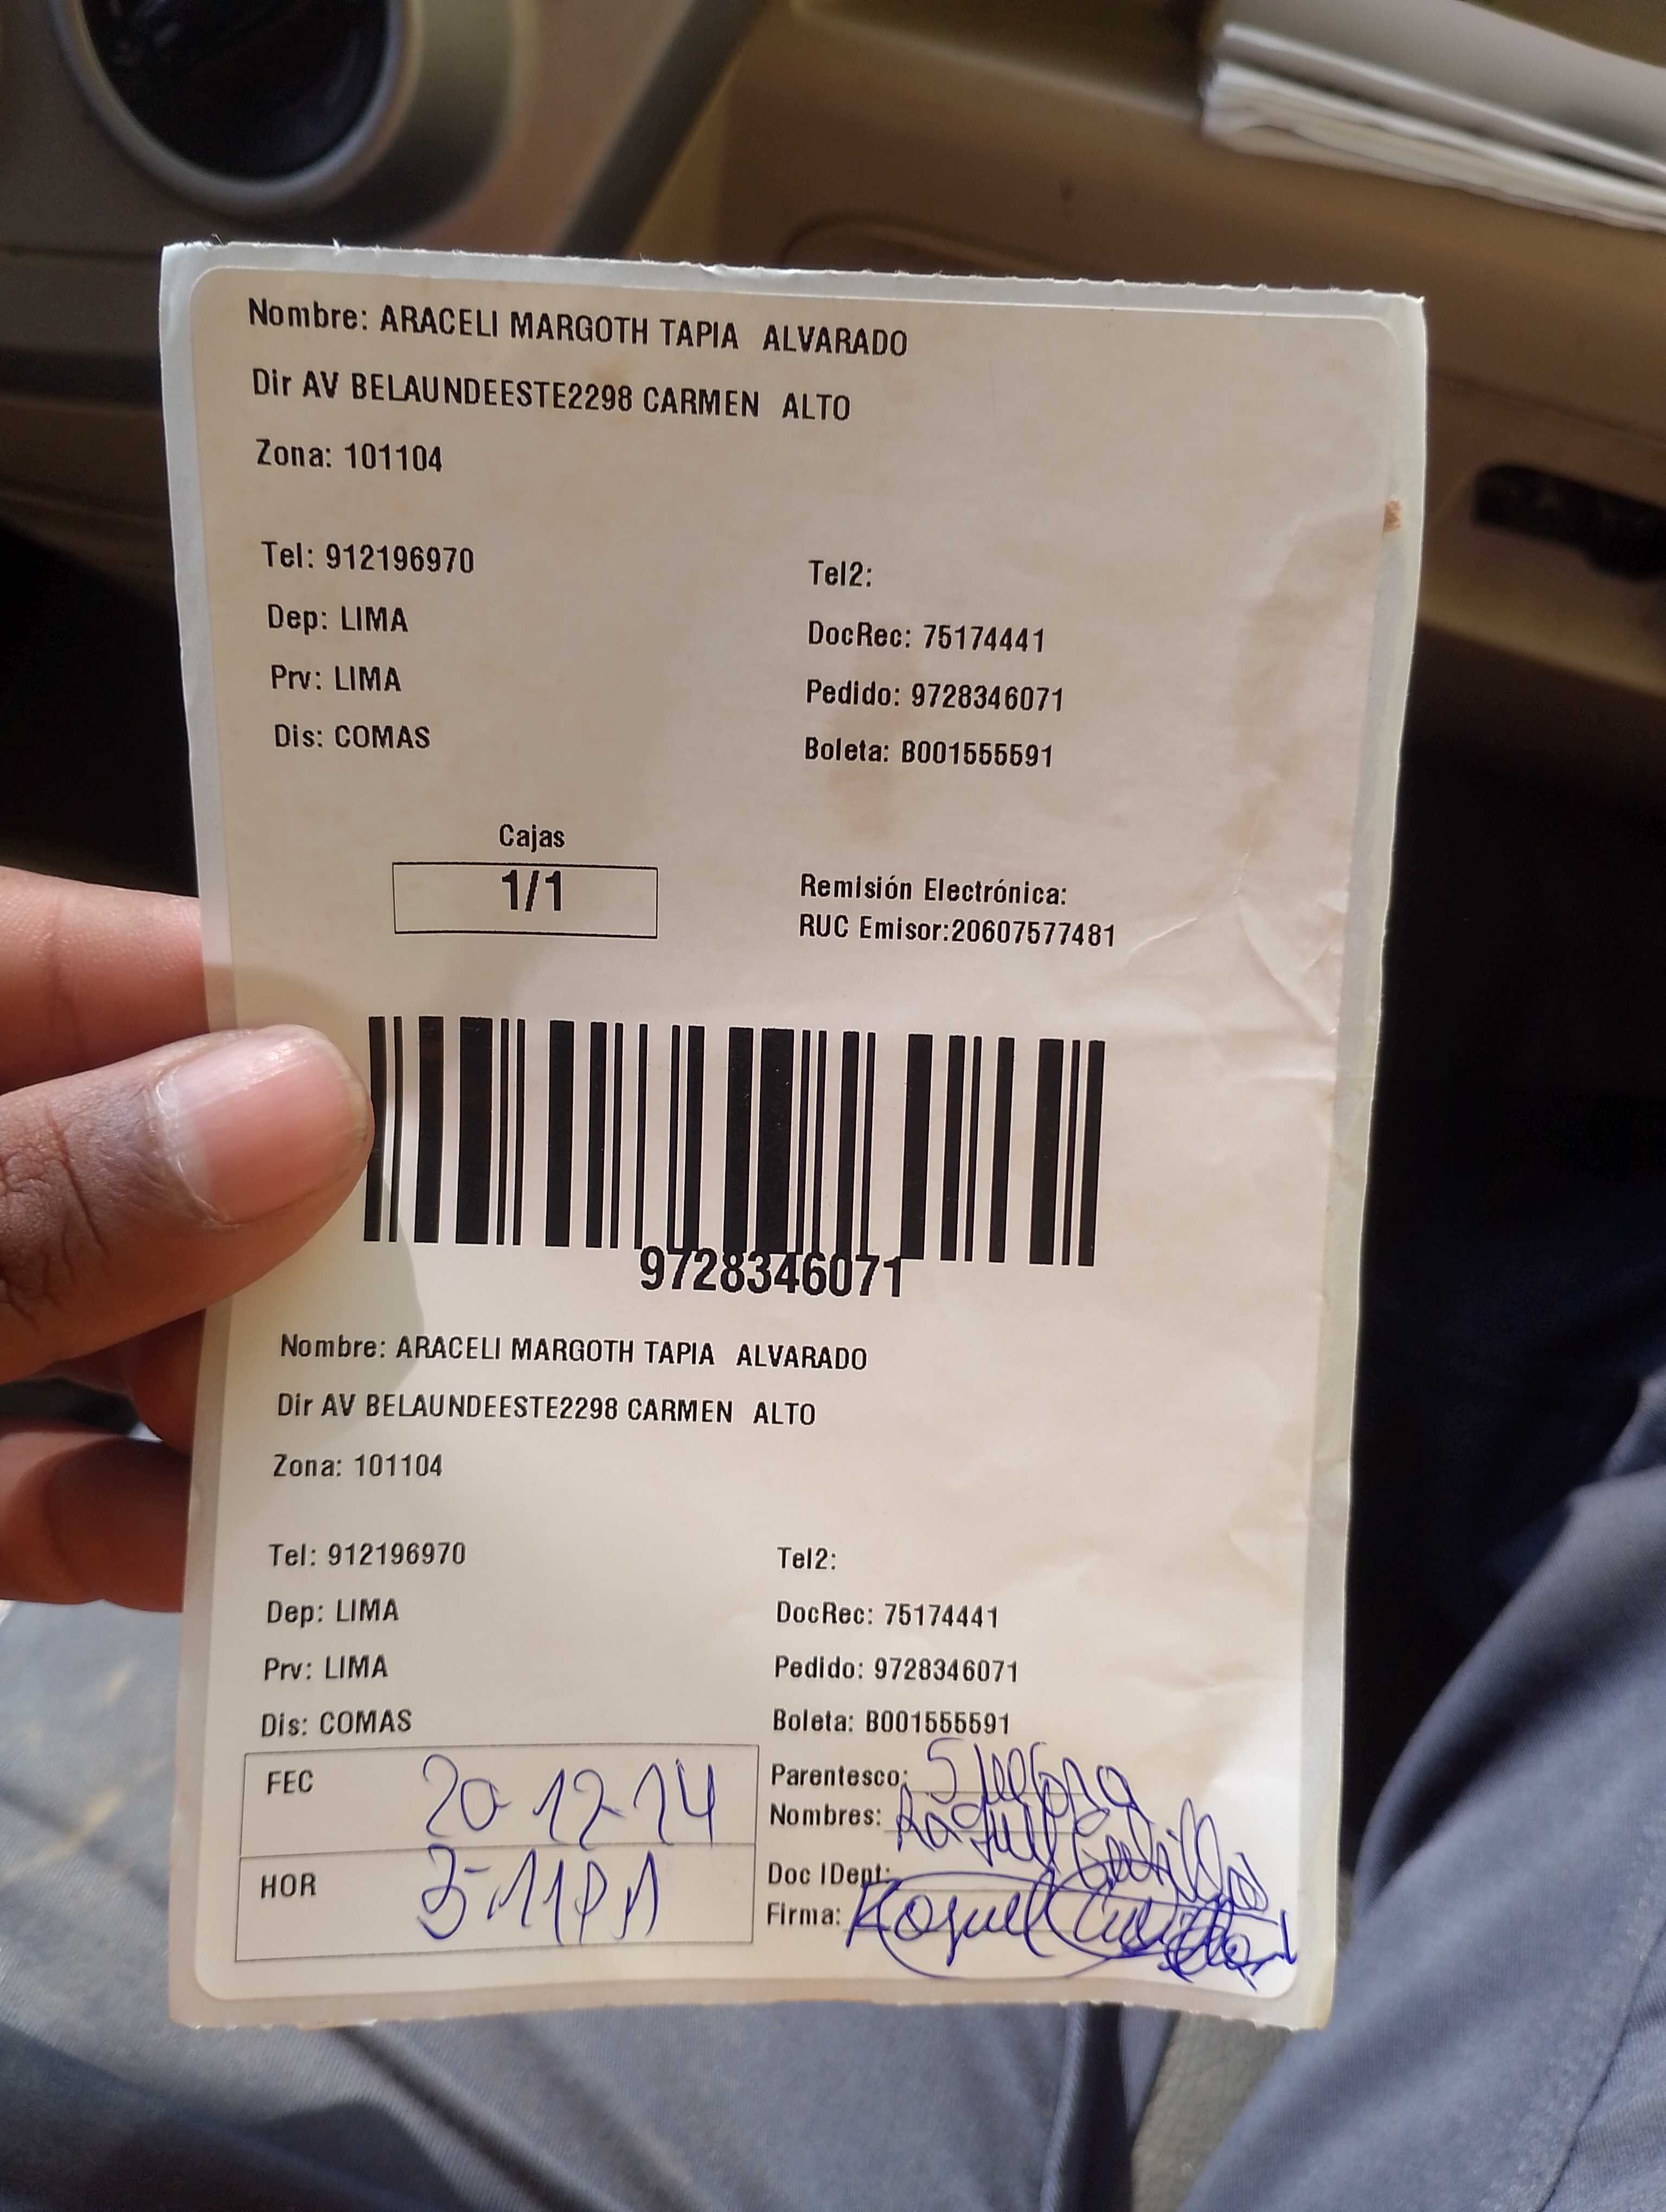 Nombre: ARACELI MARGOTH TAPIA ALVARADO
Dir AV BELAUNDEESTE2298 CARMEN ALTO
Zona: 101104
Tel: 912196970 Tel2:
Dep: LIMA DocRec: 75174441
Prv: LIMA Pedido: 9728346071
Dis: COMAS Boleta: B001555591
Cajas
1/1
Remisión Electrónica:
RUC Emisor:20607577481
9728346071
Nombre: ARACELI MARGOTH TAPIA ALVARADO
Dir AV BELAUNDEESTE2298 CARMEN ALTO
Zona: 101104
Tel: 912196970 Tel2:
Dep: LIMA DocRec: 75174441
Prv: LIMA Pedido: 9728346071
Dis: COMAS Boleta: B001555591
FEC 20-12-14
HOR
Parentesco:
Nombres: Raquel
Doc IDent:
Firma: Raquel